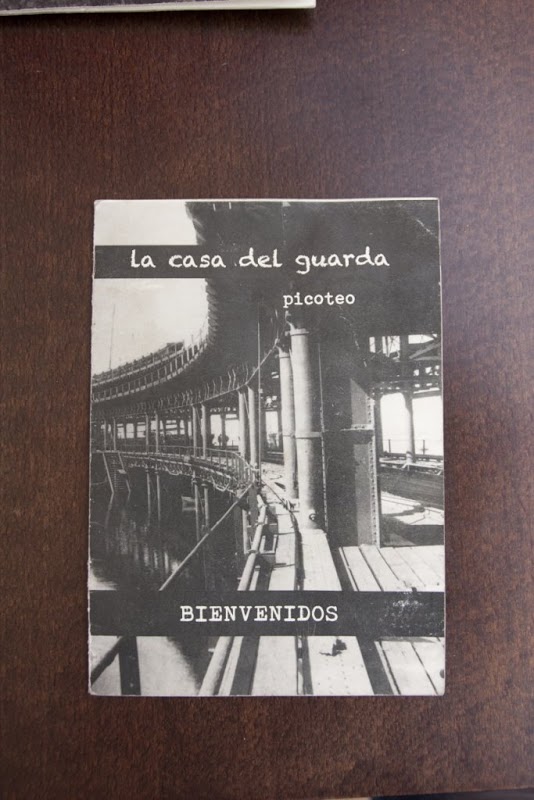 la casa del guarda
picoteo
BIENVENIDOS